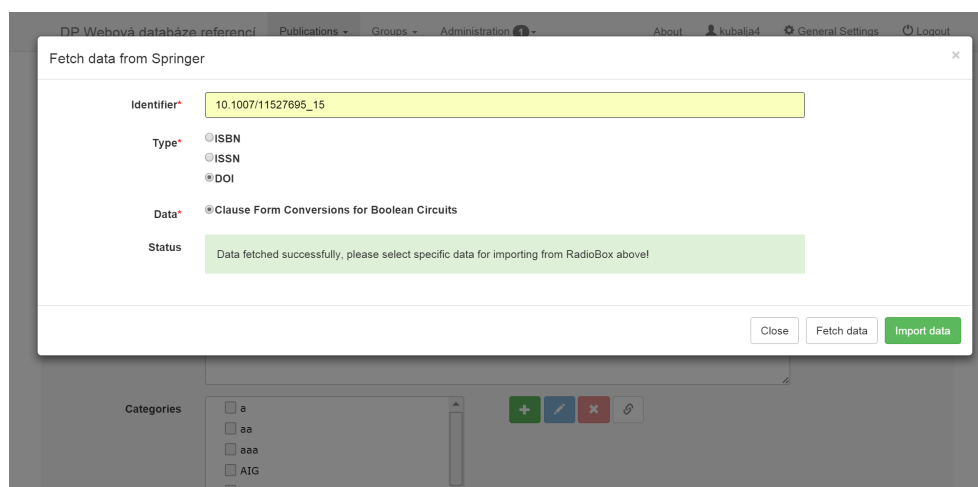 DP Webová databáze referencí Publications Groups Administration 1 About kubalja4 General Settings Logout
Fetch data from Springer ×
Identifier* 10.1007/11527695_15
Type* ISBN
ISSN
DOI
Data* Clause Form Conversions for Boolean Circuits
Status Data fetched successfully, please select specific data for importing from RadioBox above!
Close Fetch data Import data
Categories a
aa
aaa
AIG